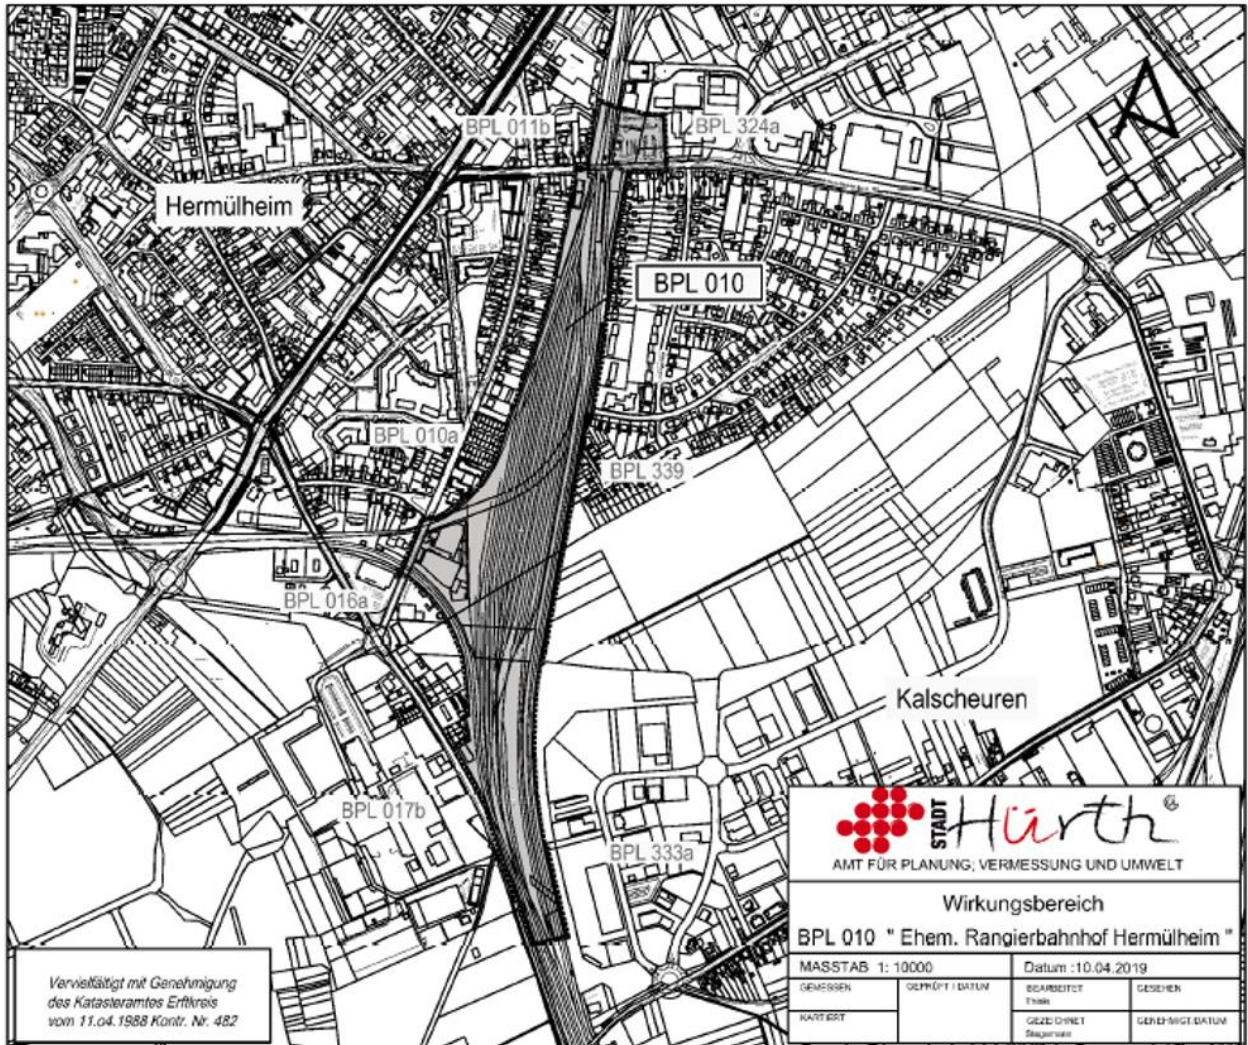 BPL 011b
BPL 324a
Hermülheim
BPL 010
BPL 010a
BPL 339
BPL 016a
Kalscheuren
BPL 017b
BPL 333a
STADT Hürth
AMT FÜR PLANUNG; VERMESSUNG UND UMWELT
Wirkungsbereich
BPL 010 " Ehem. Rangierbahnhof Hermülheim "
MASSTAB 1: 10000
Datum :10.04.2019
GEMESSEN
GEPRÜFT / DATUM
BEARBEITET
GESEHEN
KARTIERT
GEZEICHNET
GENEHMIGT/DATUM
Vervielfältigt mit Genehmigung
des Katasteramtes Erftkreis
vom 11.o4.1988 Kontr. Nr. 482